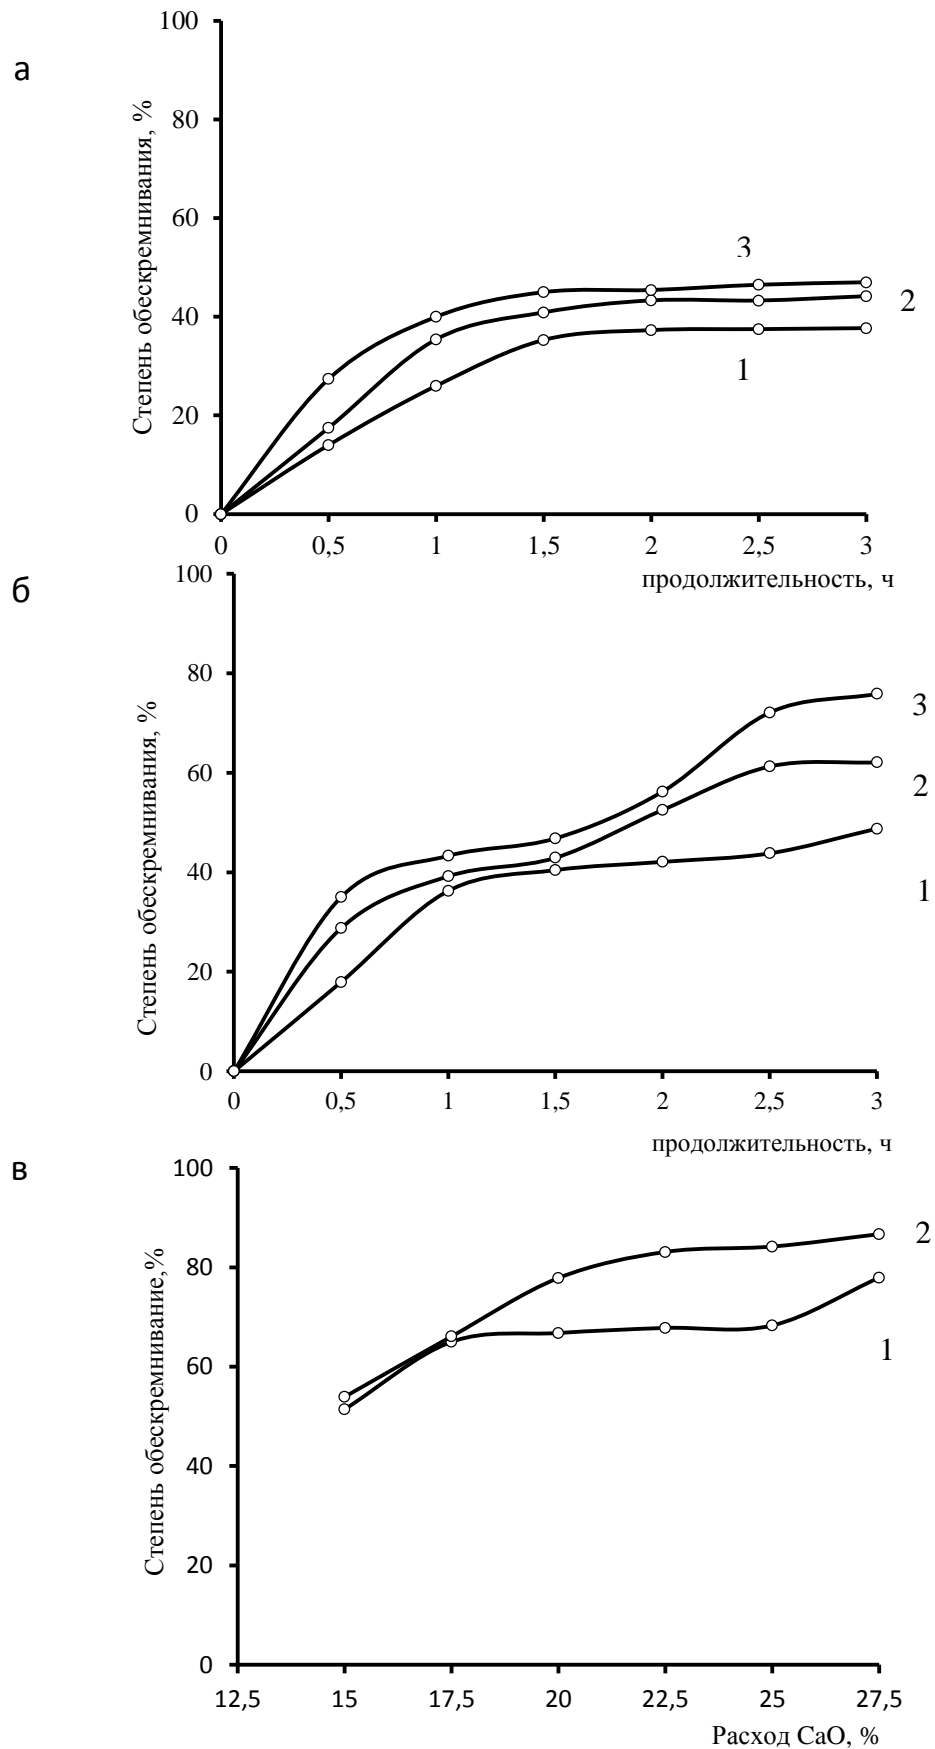 а
Степень обескремнивания, %
100
80
60
40
20
0
3
2
1
0 0,5 1 1,5 2 2,5 3
продолжительность, ч
б
Степень обескремнивания, %
100
80
60
40
20
0
3
2
1
0 0,5 1 1,5 2 2,5 3
продолжительность, ч
в
Степень обескремнивание,%
100
80
60
40
20
0
2
1
12,5 15 17,5 20 22,5 25 27,5
Расход CaO, %